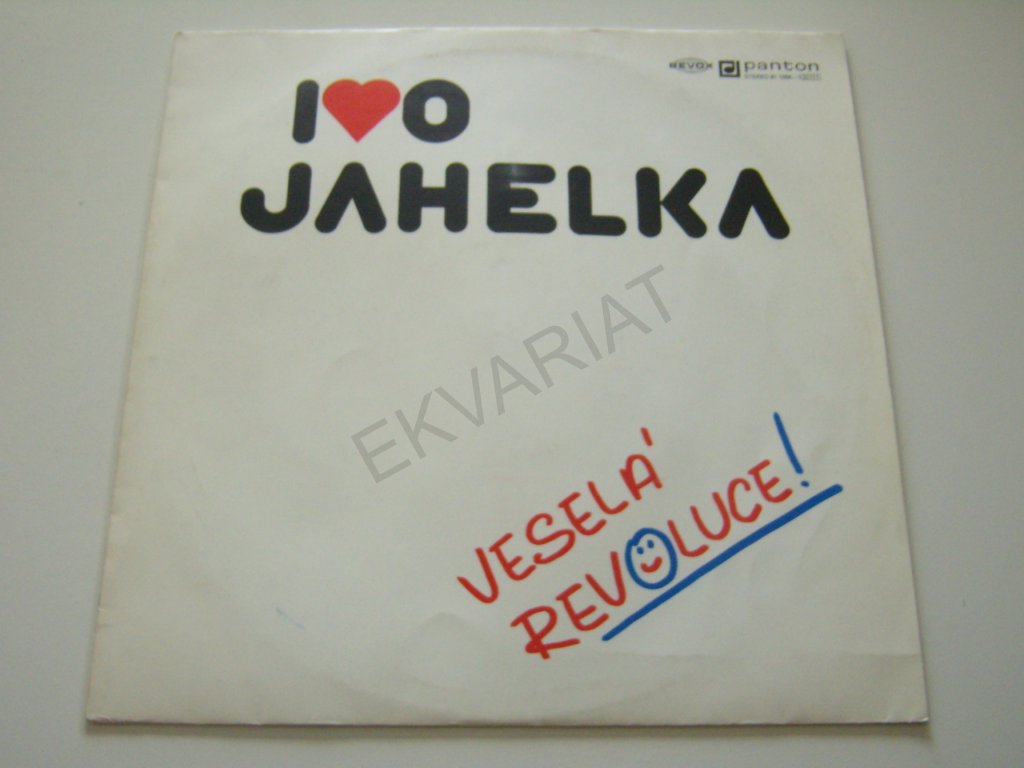 REVOX panton
I❤O
JAHELKA
EKVARIAT
VESELÁ
REVOLUCE!